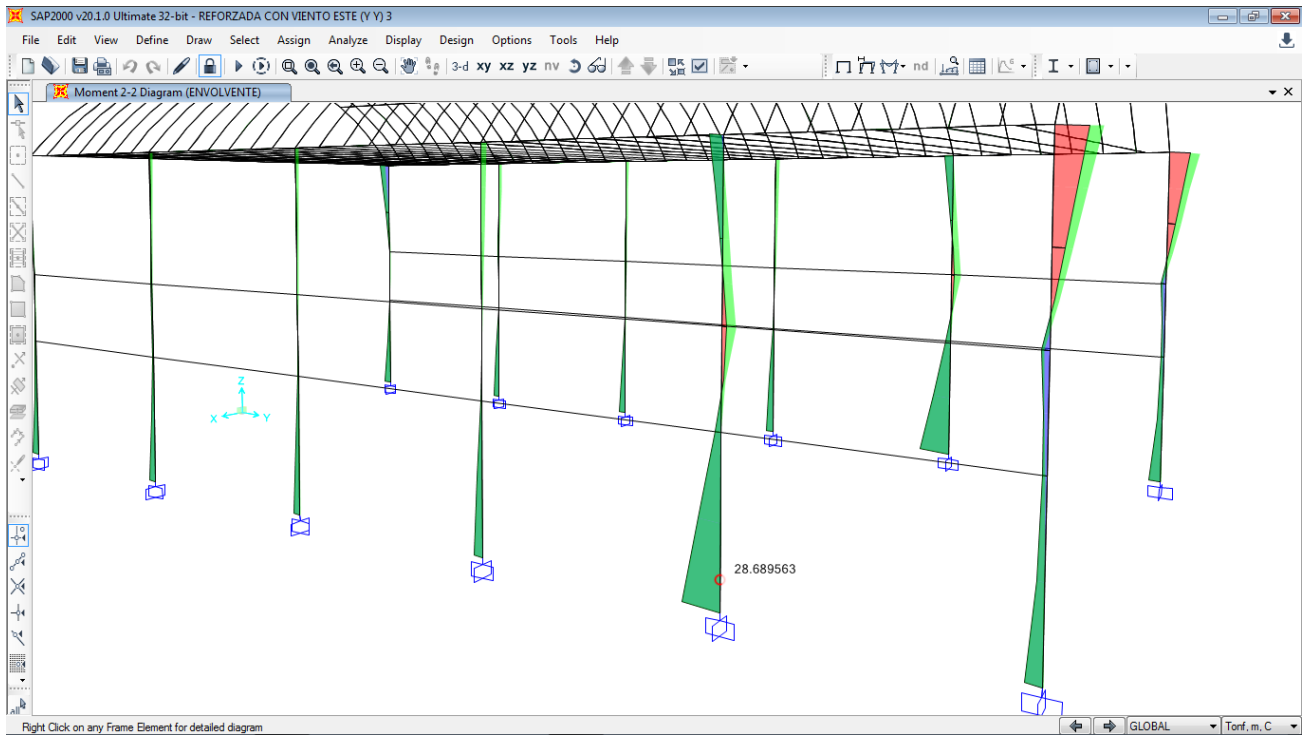 SAP2000 v20.1.0 Ultimate 32-bit - REFORZADA CON VIENTO ESTE (Y Y) 3
File Edit View Define Draw Select Assign Analyze Display Design Options Tools Help
3-d xy xz yz nv nd
Moment 2-2 Diagram (ENVOLVENTE)
Z
X Y
28.689563
all
Right Click on any Frame Element for detailed diagram GLOBAL Tonf, m, C